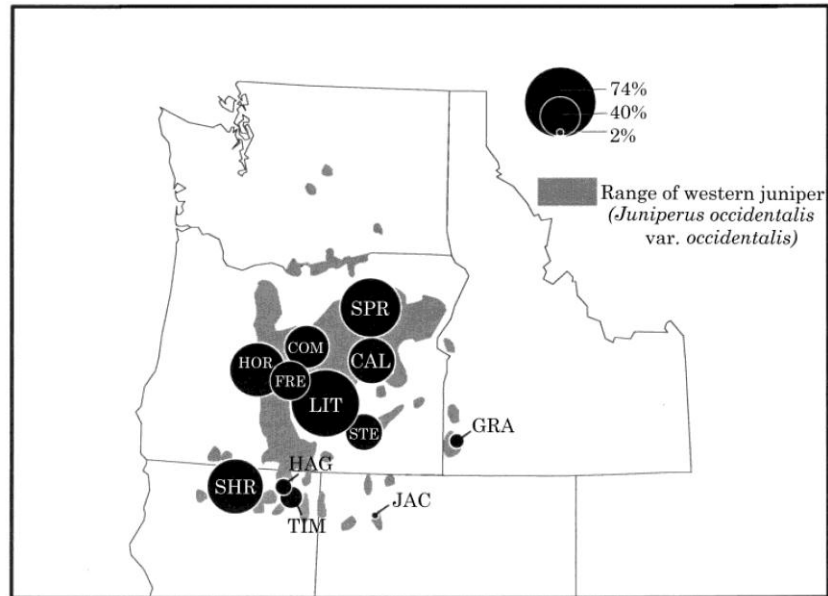 74%
40%
2%
Range of western juniper
(Juniperus occidentalis
var. occidentalis)
SPR
COM
HOR
CAL
FRE
LIT
STE
GRA
HAG
SHR
JAC
TIM